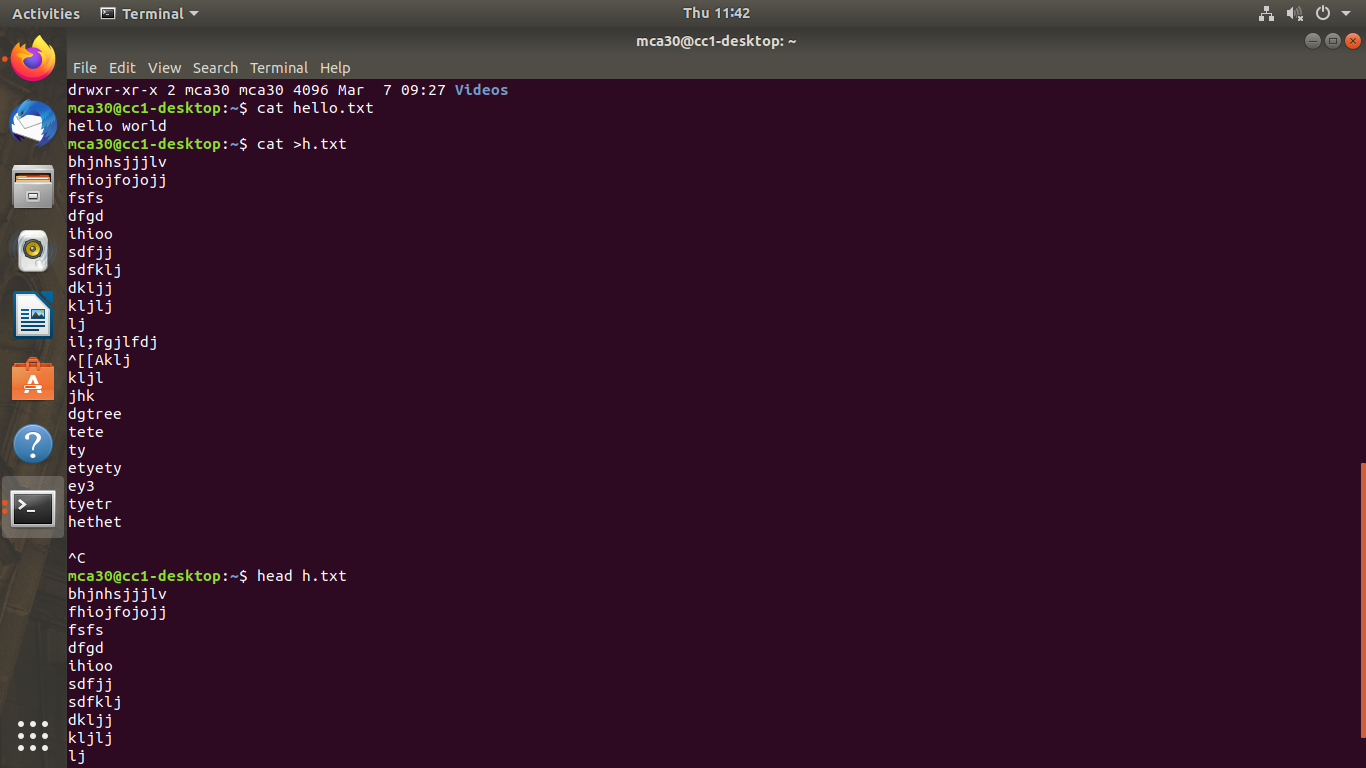 Activities Terminal Thu 11:42
mca30@cc1-desktop: ~
File Edit View Search Terminal Help
drwxr-xr-x 2 mca30 mca30 4096 Mar  7 09:27 Videos
mca30@cc1-desktop:~$ cat hello.txt
hello world
mca30@cc1-desktop:~$ cat >h.txt
bhjnhsjjjlv
fhiojfojojj
fsfs
dfgd
ihioo
sdfjj
sdfklj
dkljj
kljlj
lj
il;fgjlfdj
^[[Aklj
kljl
jhk
dgtree
tete
ty
etyety
ey3
tyetr
hethet
^C
mca30@cc1-desktop:~$ head h.txt
bhjnhsjjjlv
fhiojfojojj
fsfs
dfgd
ihioo
sdfjj
sdfklj
dkljj
kljlj
lj